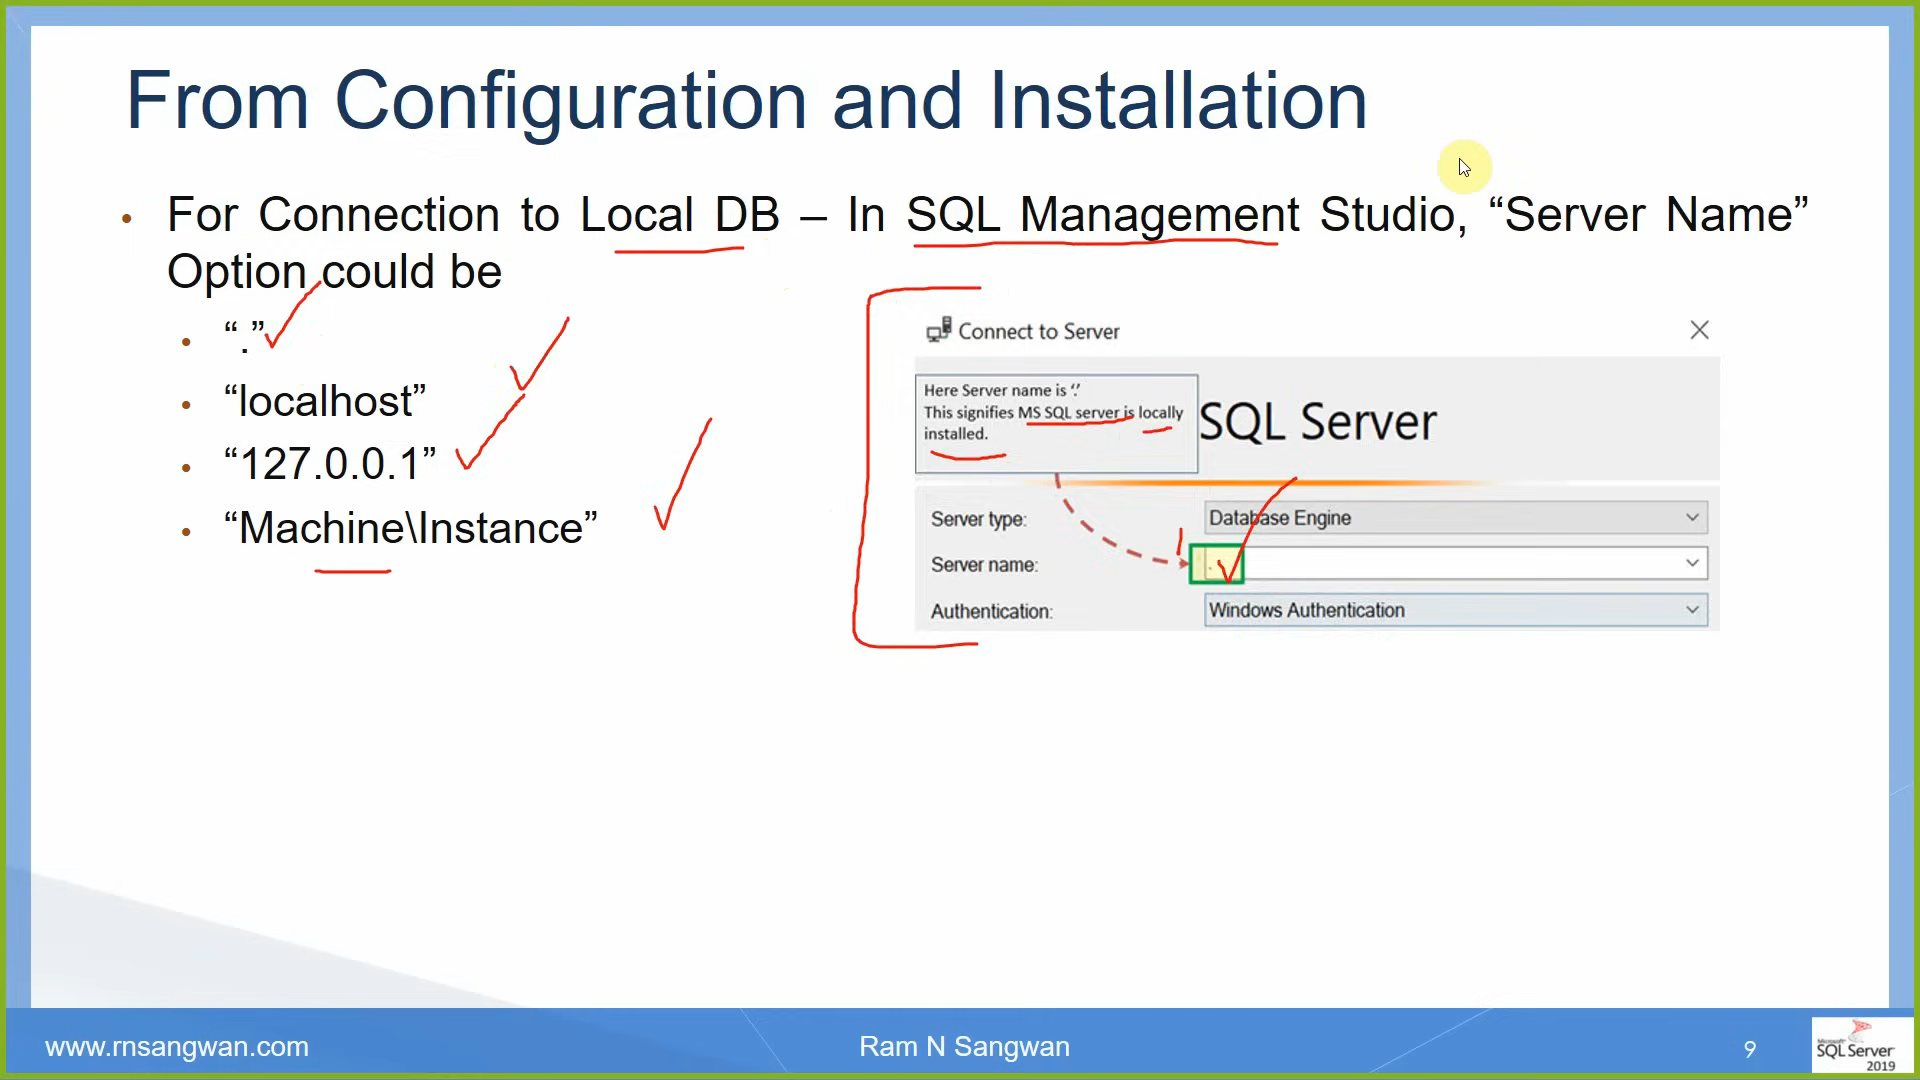 From Configuration and Installation
• For Connection to Local DB – In SQL Management Studio, “Server Name”
Option could be
• “.”
• “localhost”
• “127.0.0.1”
• “Machine\Instance”
Connect to Server
Here Server name is ‘.’
This signifies MS SQL server is locally
installed.
SQL Server
Server type: Database Engine
Server name: .
Authentication: Windows Authentication
www.rnsangwan.com
Ram N Sangwan
9
Microsoft
SQL Server
2019